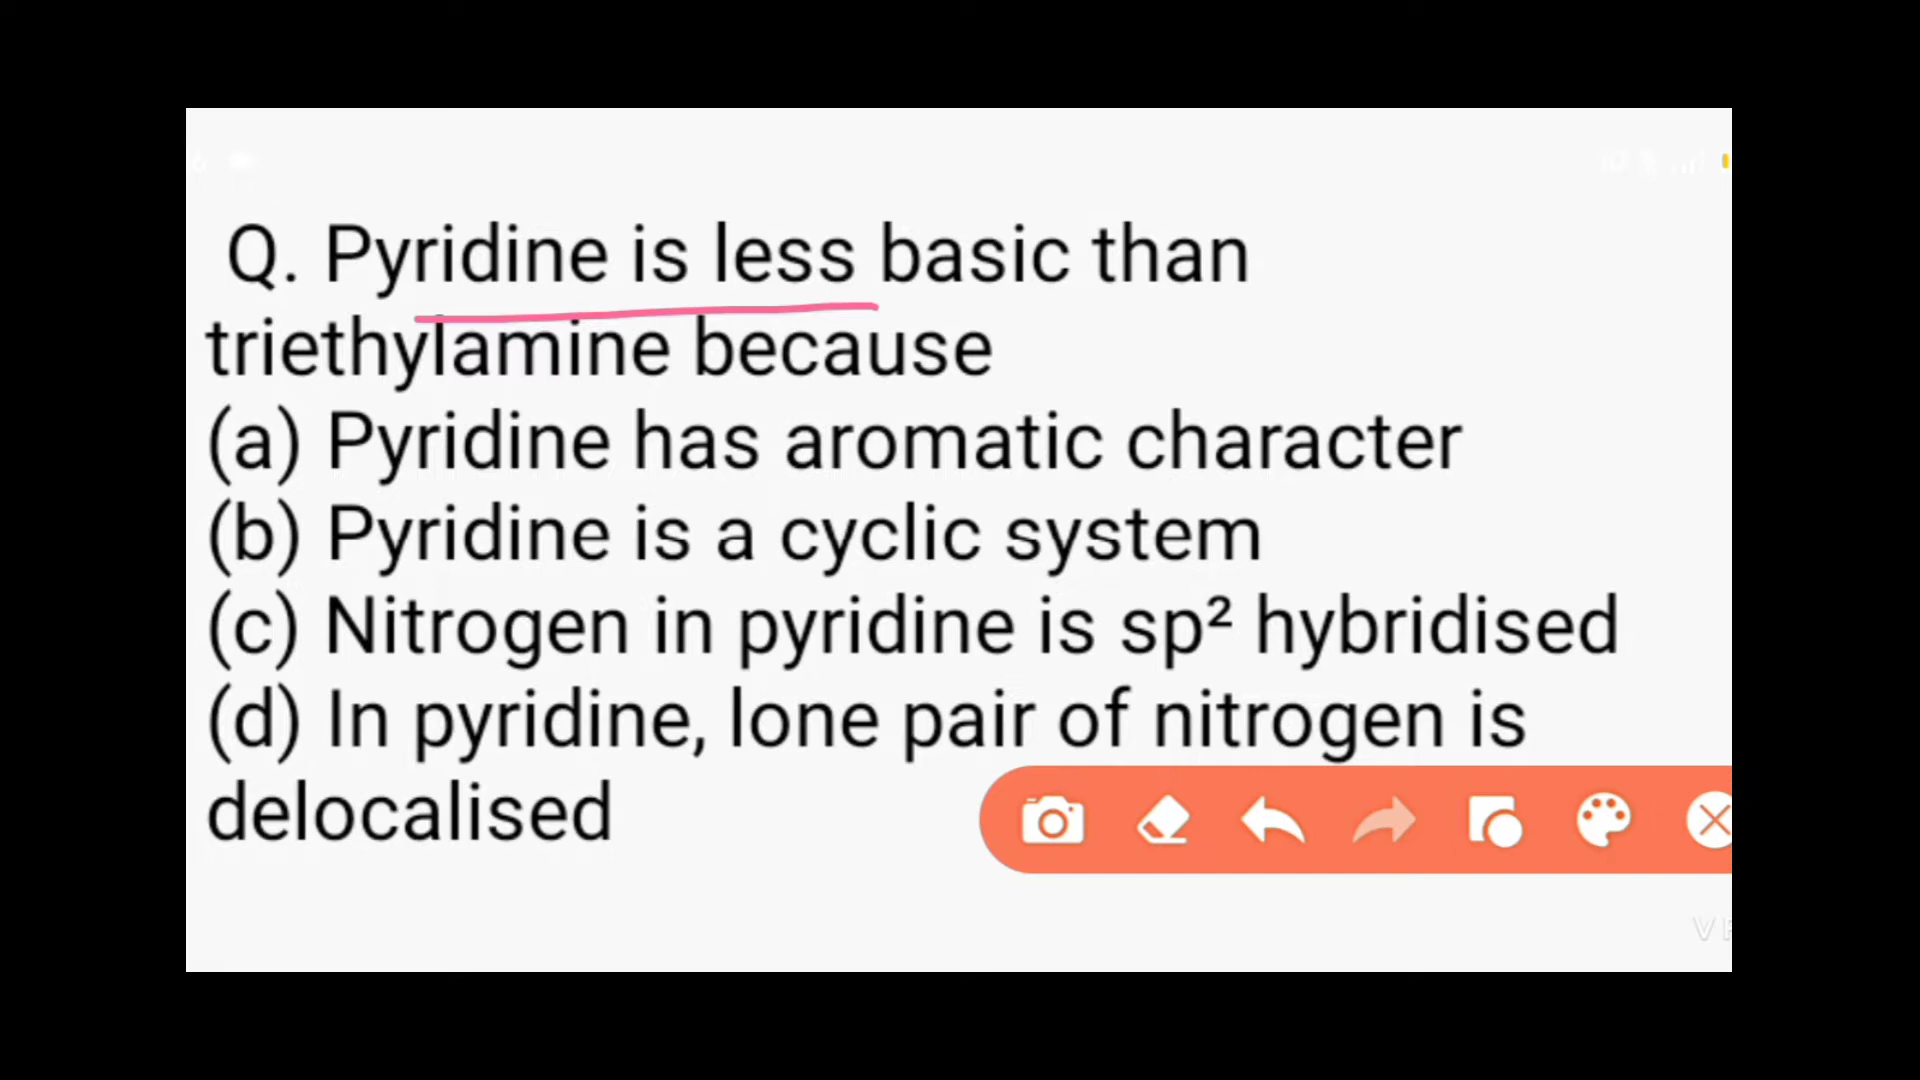 Q. Pyridine is less basic than
triethylamine because
(a) Pyridine has aromatic character
(b) Pyridine is a cyclic system
(c) Nitrogen in pyridine is sp² hybridised
(d) In pyridine, lone pair of nitrogen is
delocalised